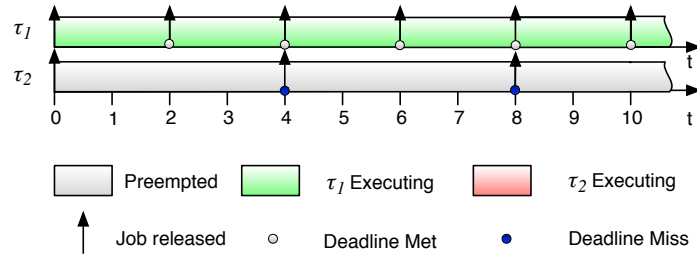 τ1
t
τ2
0 1 2 3 4 5 6 7 8 9 10 t
Preempted τ1 Executing τ2 Executing
Job released Deadline Met Deadline Miss